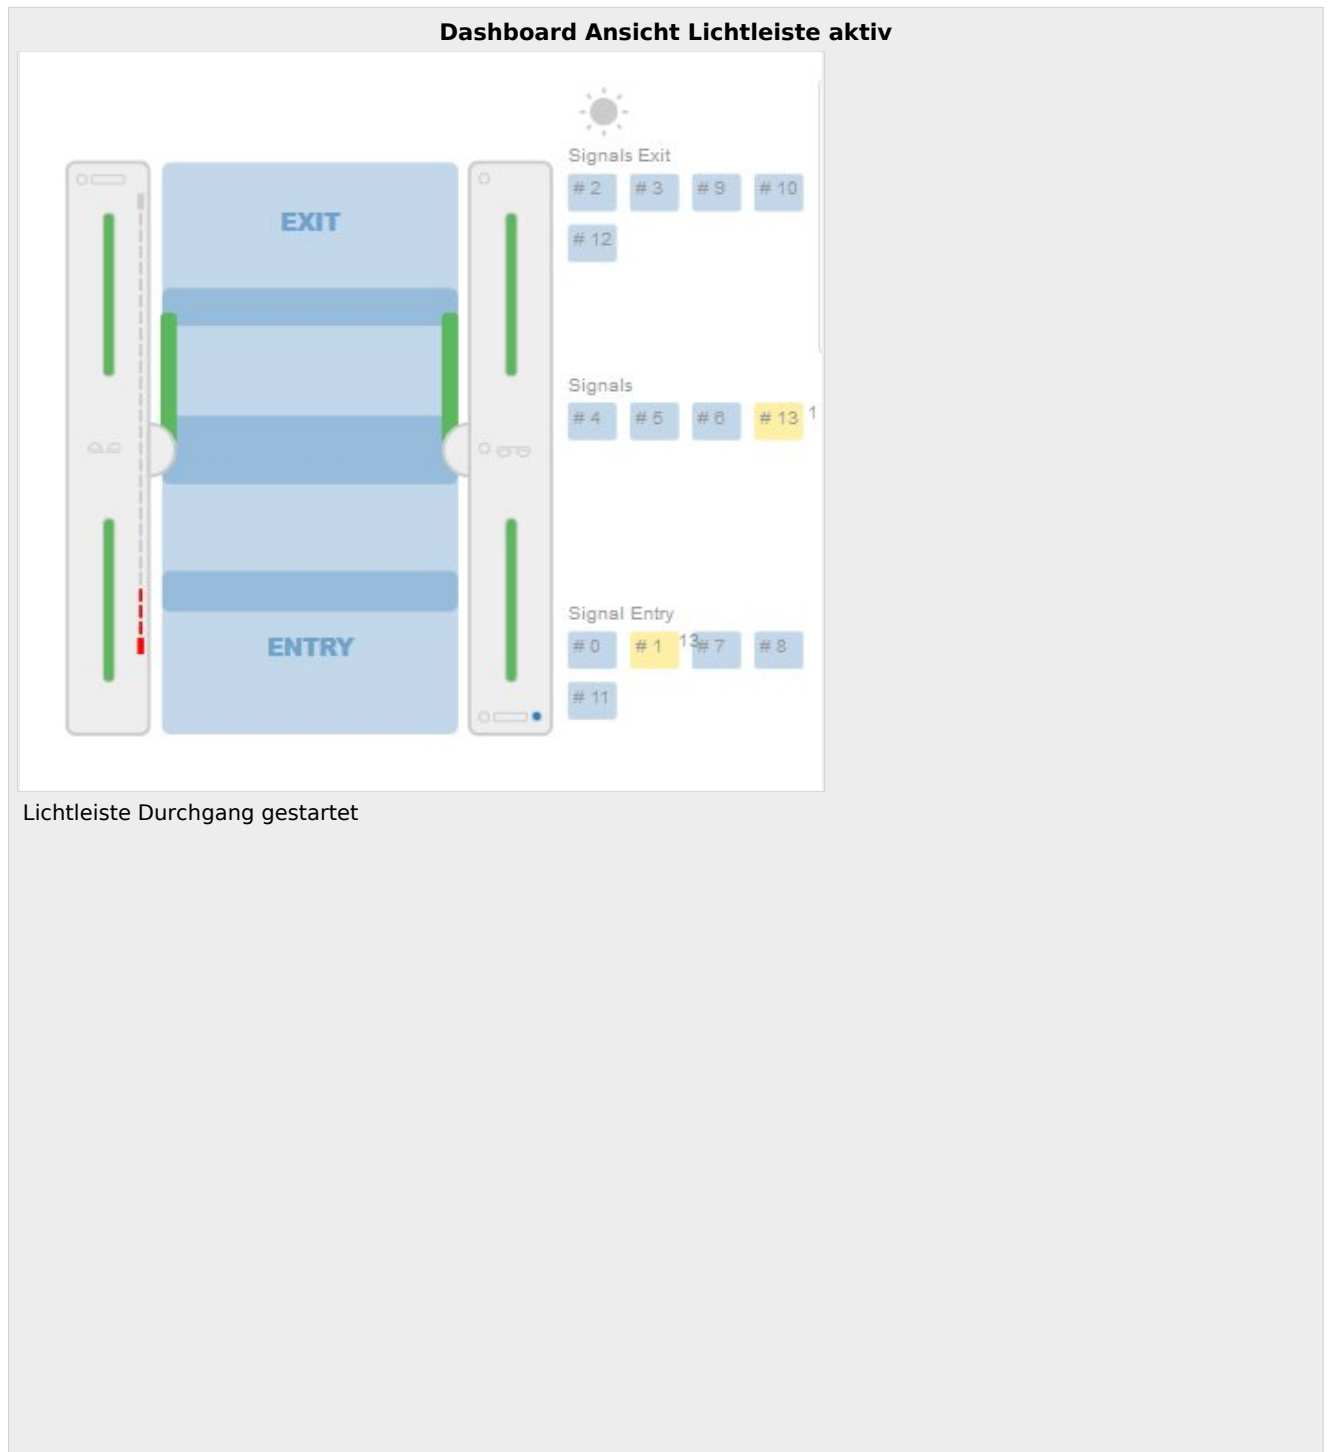 Dashboard Ansicht Lichtleiste aktiv
EXIT
ENTRY
Signals Exit
# 2 # 3 # 9 # 10
# 12
Signals
# 4 # 5 # 6 # 13 1
Signal Entry
# 0 # 1 13 # 7 # 8
# 11
Lichtleiste Durchgang gestartet